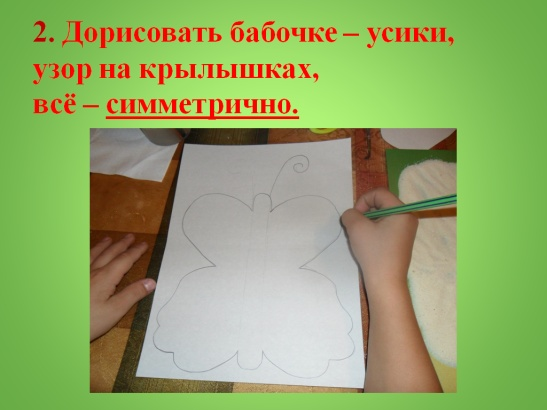 2. Дорисовать бабочке – усики,
узор на крылышках,
всё – симметрично.